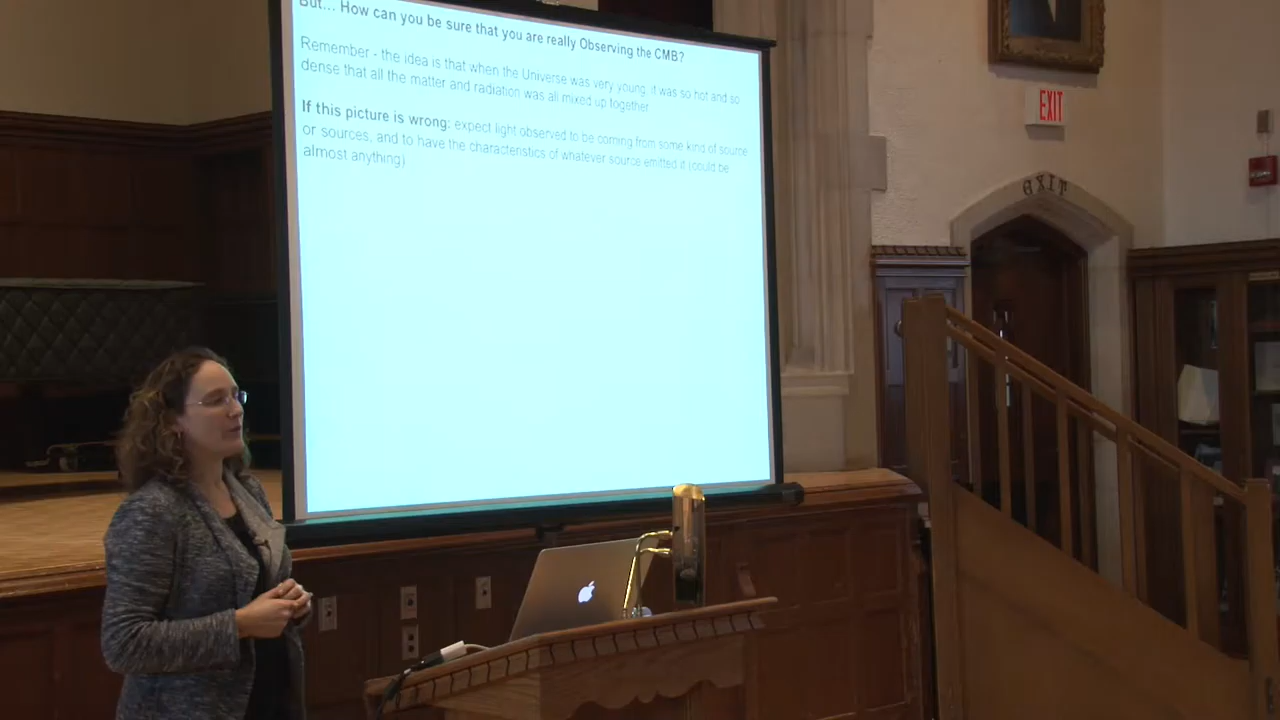 But... How can you be sure that you are really Observing the CMB?
Remember - the idea is that when the Universe was very young, it was so hot and so
dense that all the matter and radiation was all mixed up together
If this picture is wrong: expect light observed to be coming from some kind of source
or sources, and to have the characteristics of whatever source emitted it (could be
almost anything)
EXIT
EXIT